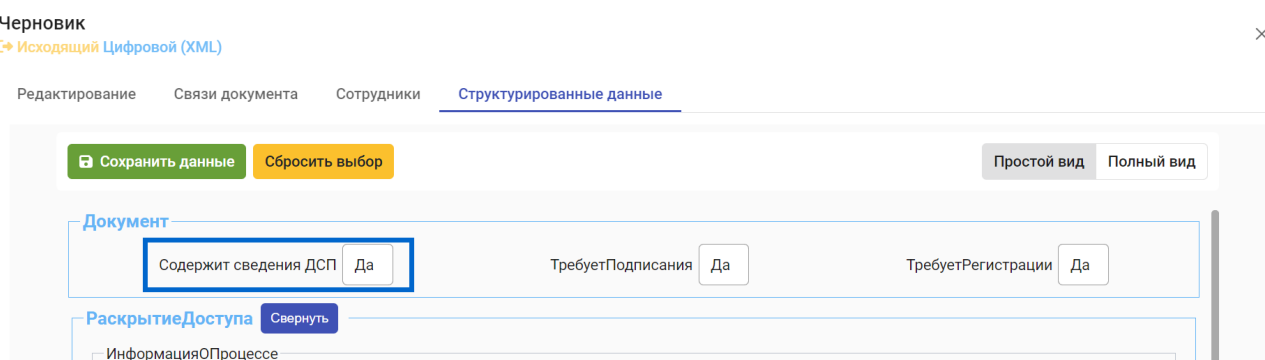 Черновик
Исходящий Цифровой (XML)
Редактирование Связи документа Сотрудники Структурированные данные
Сохранить данные Сбросить выбор Простой вид Полный вид
Документ
Содержит сведения ДСП Да ТребуетПодписания Да ТребуетРегистрации Да
РаскрытиеДоступа Свернуть
ИнформацияОПроцессе